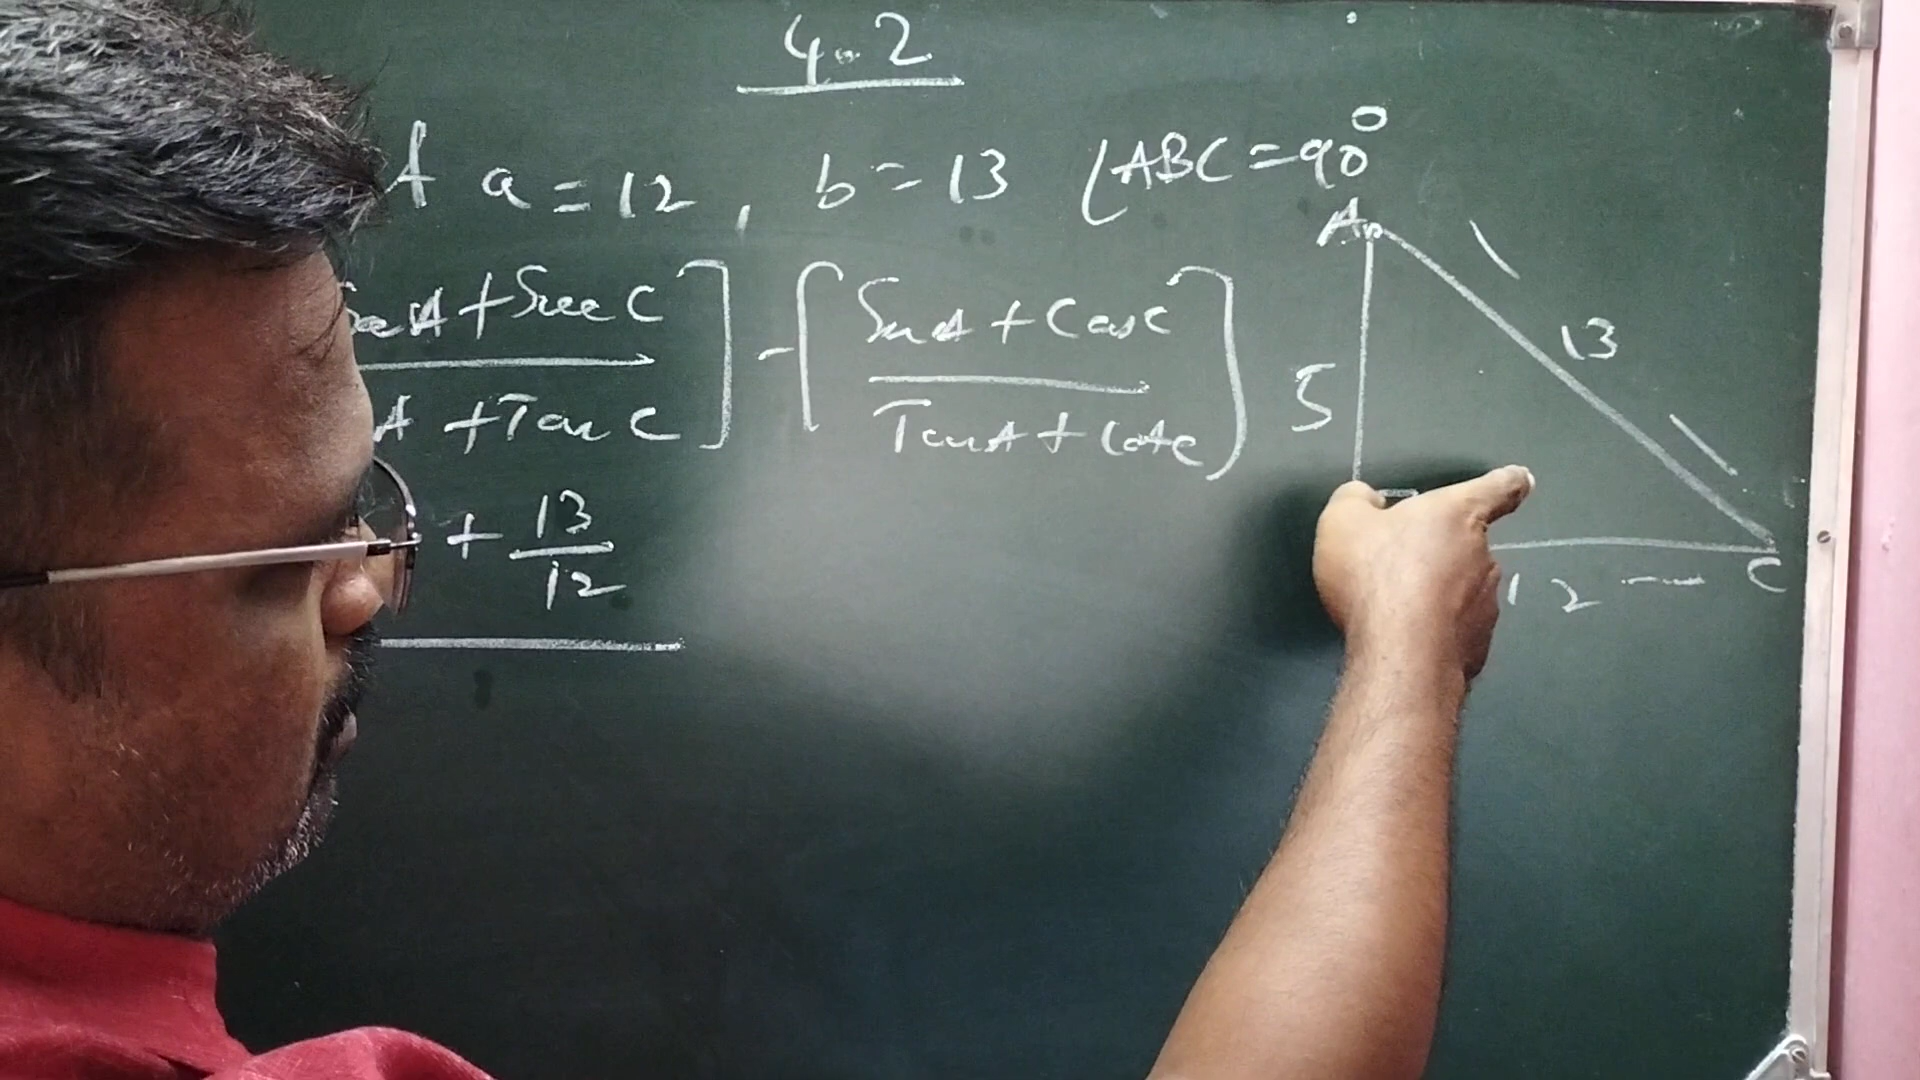 4.2
a = 12 , b = 13 ∠ABC = 90°
A + Sec C ] - [ Sin A + Cos C ]
A + Tan C Tan A + Cot C
+ 13
12
A
13
5
12
C